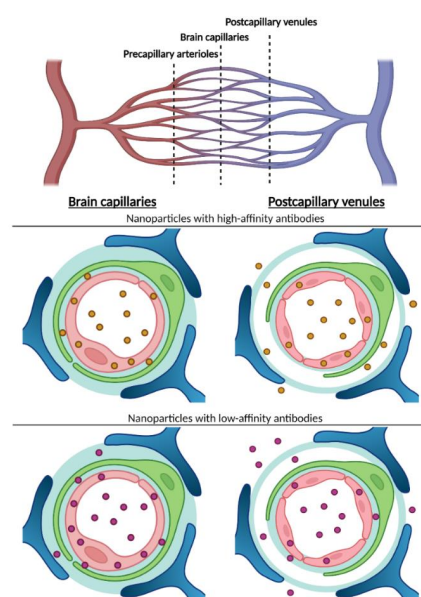 Postcapillary venules
Brain capillaries
Precapillary arterioles
Brain capillaries
Postcapillary venules
Nanoparticles with high-affinity antibodies
Nanoparticles with low-affinity antibodies